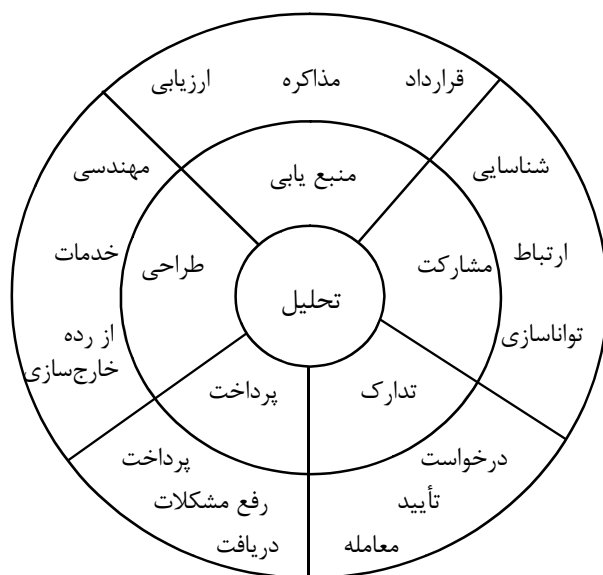 قرارداد
مذاکره
ارزیابی
منبع یابی
شناسایی
ارتباط
تواناسازی
مشارکت
مهندسی
خدمات
از رده
خارج‌سازی
طراحی
تحلیل
تدارک
پرداخت
درخواست
تأیید
معامله
پرداخت
رفع مشکلات
دریافت